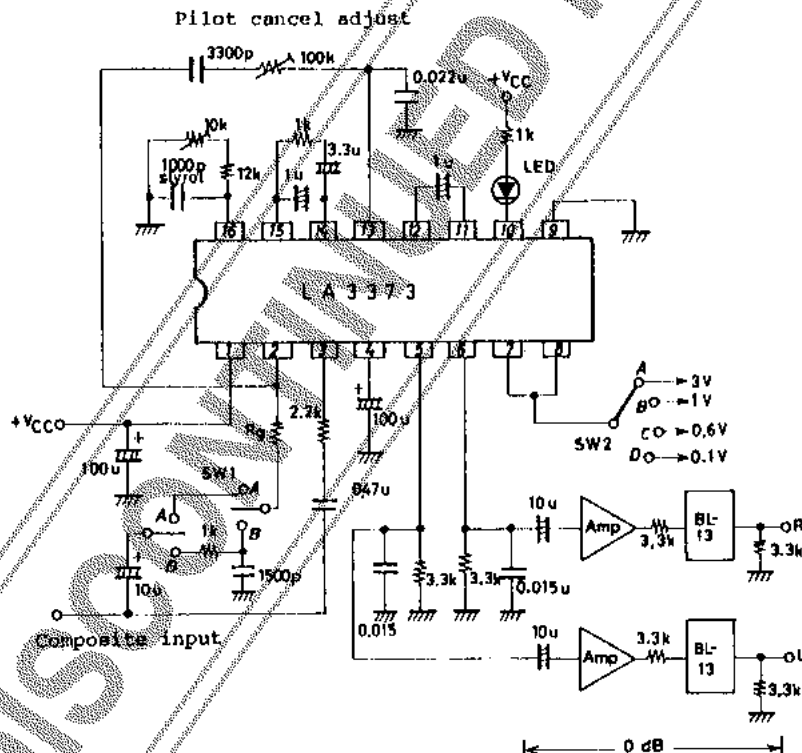 Pilot cancel adjust
3300p
100k
0.022u
+Vcc
10k
1k
1k
3.3u
1000p
styrol
12k
1u
1u
LED
16 15 14 13 12 11 10 9
LA3373
1 2 3 4 5 6 7 8
+Vcc
100u
Rg
2.2k
100u
A
3V
B
1V
SW2
C
0,6V
D
0.1V
SW1
A
A
047u
1k
B
B
10u
1500p
Composite input
0.015
3.3k
3.3k
0.015u
10u
Amp
3,3k
BL-
13
R
3.3k
10u
Amp
3.3k
BL-
13
L
3,3k
0 dB